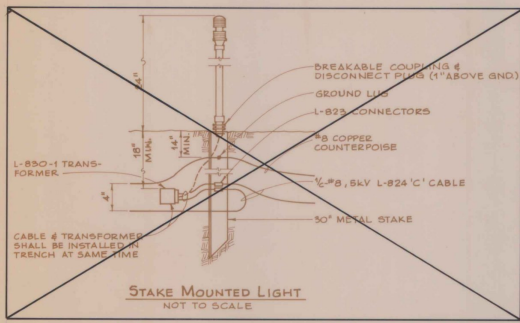 BREAKABLE COUPLING &
DISCONNECT PLUG (1" ABOVE GND.)
GROUND LUG
L-823 CONNECTORS
14"
MIN.
18"
MIN.
#8 COPPER
COUNTERPOISE
L-830-1 TRANS-
FORMER
4"
1/C #8, 5KV L-824 'C' CABLE
30" METAL STAKE
CABLE & TRANSFORMER
SHALL BE INSTALLED IN
TRENCH AT SAME TIME
STAKE MOUNTED LIGHT
NOT TO SCALE